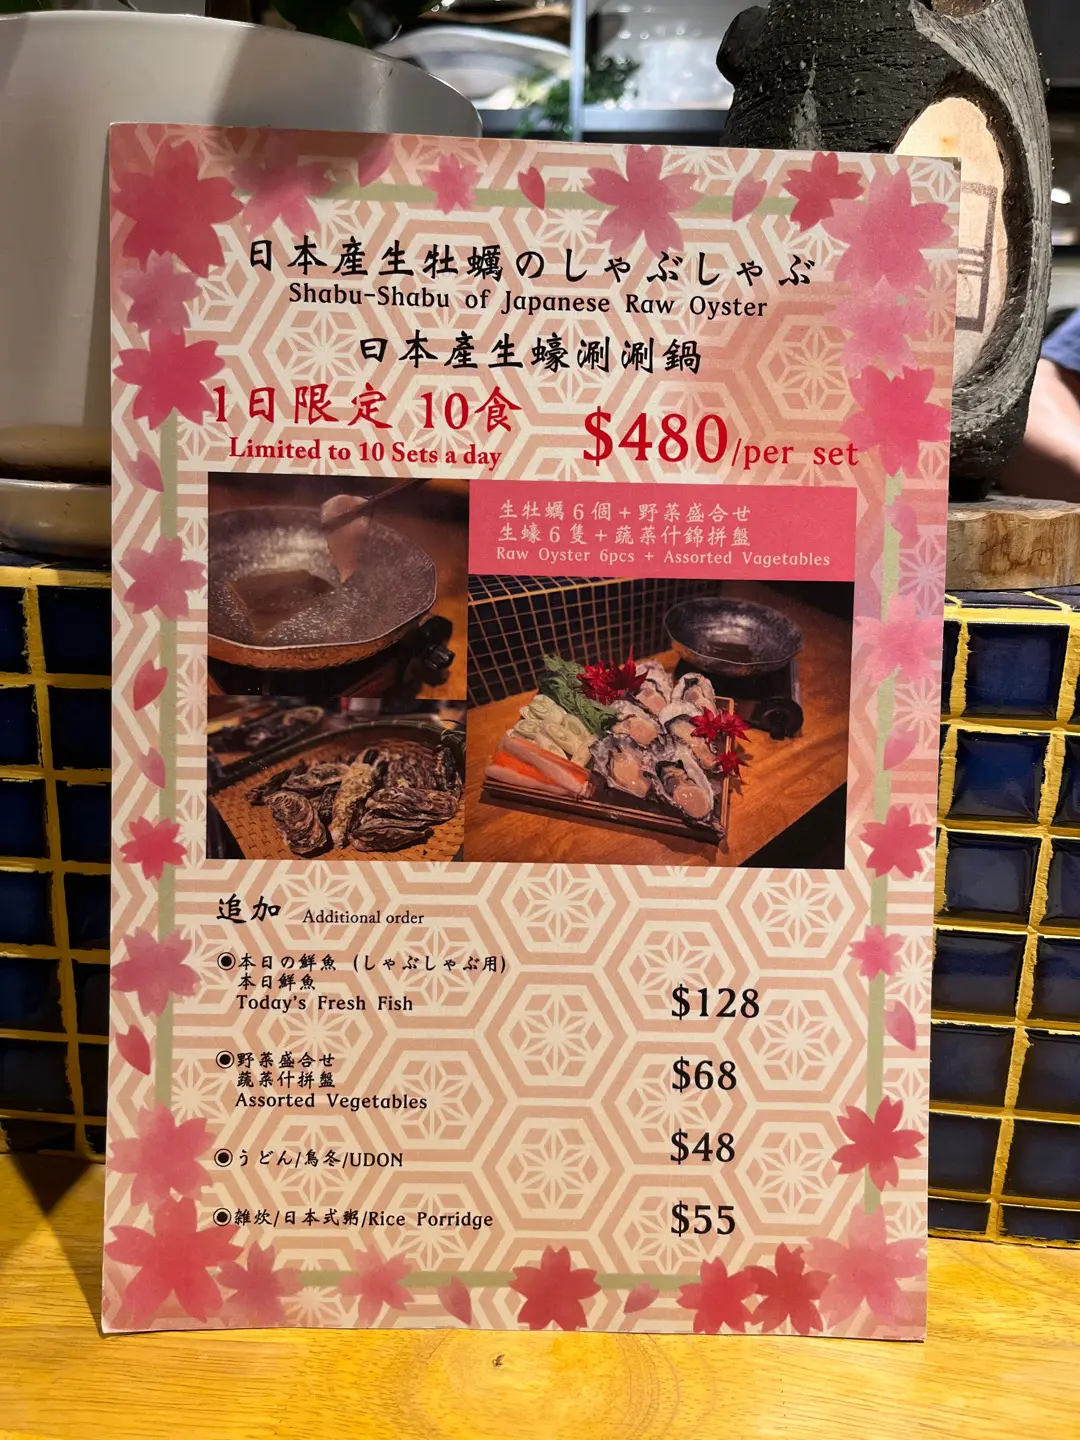 日本産生牡蠣のしゃぶしゃぶ
Shabu-Shabu of Japanese Raw Oyster
日本產生蠔涮涮鍋
1日限定 10食
Limited to 10 Sets a day
$480/per set
生牡蠣6個+野菜盛合せ
生蠔6隻+蔬菜什錦拼盤
Raw Oyster 6pcs + Assorted Vagetables
追加 Additional order
◉本日の鮮魚 (しゃぶしゃぶ用)
本日鮮魚
Today's Fresh Fish
$128
◉野菜盛合せ
蔬菜什拼盤
Assorted Vegetables
$68
◉うどん/烏冬/UDON
$48
◉雑炊/日本式粥/Rice Porridge
$55